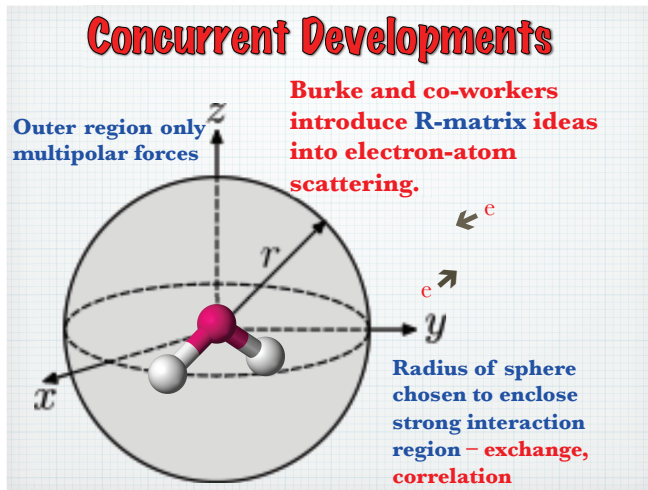 Concurrent Developments
Burke and co-workers
introduce R-matrix ideas
into electron-atom
scattering.
Outer region only
multipolar forces
z
e
r
e
y
x
Radius of sphere
chosen to enclose
strong interaction
region – exchange,
correlation